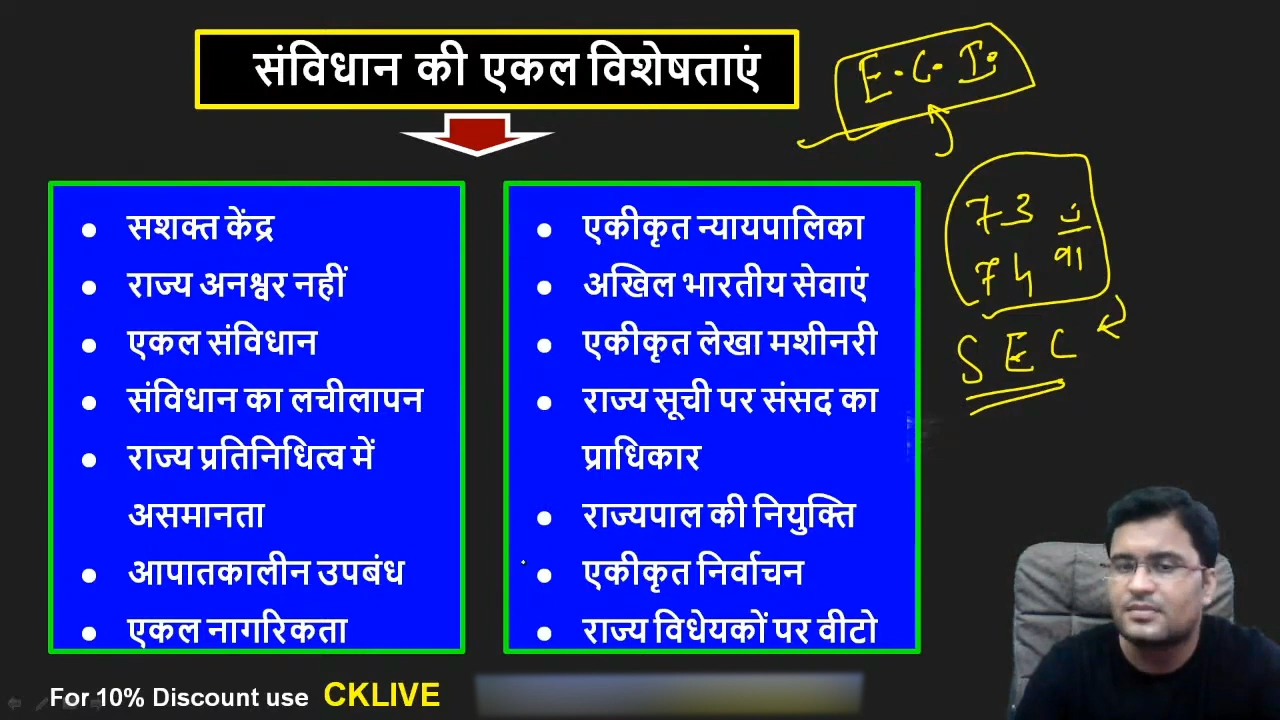 संविधान की एकल विशेषताएं
E.C.I.
सशक्त केंद्र
राज्य अनश्वर नहीं
एकल संविधान
संविधान का लचीलापन
राज्य प्रतिनिधित्व में
असमानता
आपातकालीन उपबंध
एकल नागरिकता
एकीकृत न्यायपालिका
अखिल भारतीय सेवाएं
एकीकृत लेखा मशीनरी
राज्य सूची पर संसद का
प्राधिकार
राज्यपाल की नियुक्ति
एकीकृत निर्वाचन
राज्य विधेयकों पर वीटो
73
74
SEC
For 10% Discount use CKLIVE